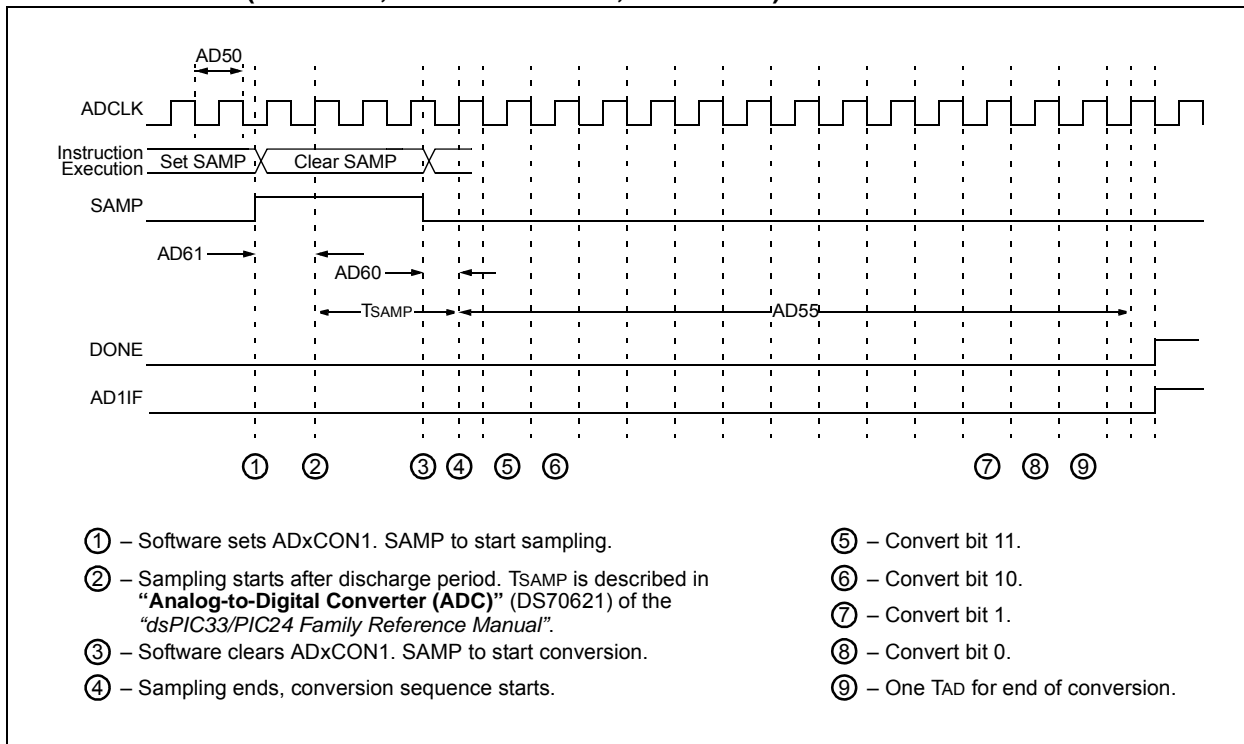 AD50
ADCLK
Instruction
Execution
Set SAMP
Clear SAMP
SAMP
AD61
AD60
TSAMP
AD55
DONE
AD1IF
1 2 3 4 5 6 7 8 9
1 – Software sets ADxCON1. SAMP to start sampling.
2 – Sampling starts after discharge period. TSAMP is described in
“Analog-to-Digital Converter (ADC)” (DS70621) of the
“dsPIC33/PIC24 Family Reference Manual”.
3 – Software clears ADxCON1. SAMP to start conversion.
4 – Sampling ends, conversion sequence starts.
5 – Convert bit 11.
6 – Convert bit 10.
7 – Convert bit 1.
8 – Convert bit 0.
9 – One TAD for end of conversion.